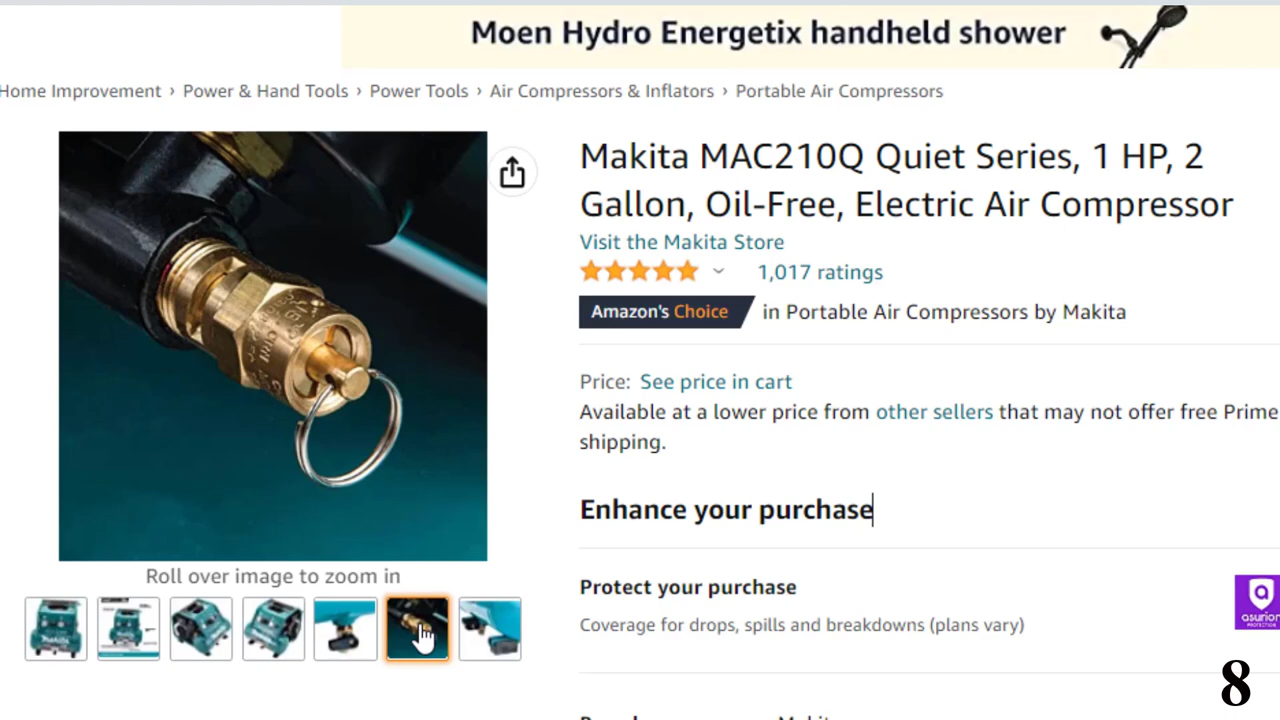 Moen Hydro Energetix handheld shower
Home Improvement › Power & Hand Tools › Power Tools › Air Compressors & Inflators › Portable Air Compressors
Makita MAC210Q Quiet Series, 1 HP, 2
Gallon, Oil-Free, Electric Air Compressor
Visit the Makita Store
1,017 ratings
Amazon's Choice in Portable Air Compressors by Makita
Price: See price in cart
Available at a lower price from other sellers that may not offer free Prime
shipping.
Enhance your purchase
Roll over image to zoom in
Protect your purchase
Coverage for drops, spills and breakdowns (plans vary)
a
asurion
8